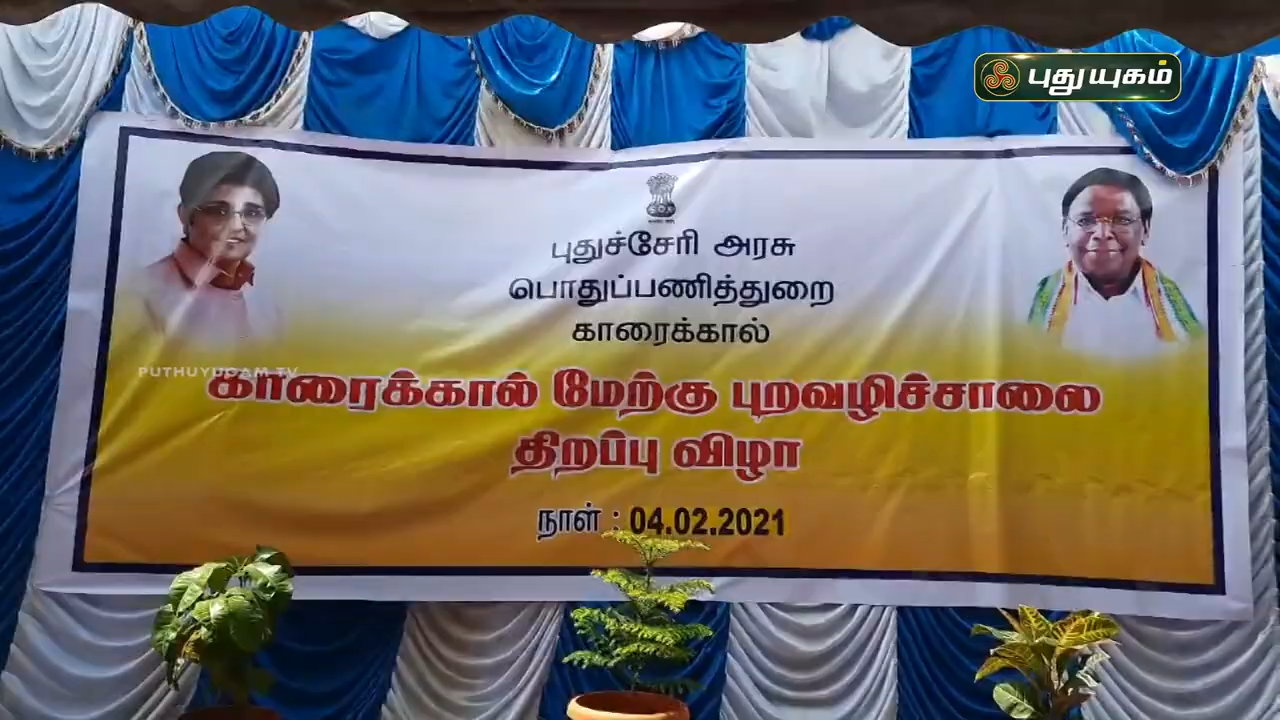 புதுயுகம்
புதுச்சேரி அரசு
பொதுப்பணித்துறை
காரைக்கால்
PUTHUYUGAM TV
காரைக்கால் மேற்கு புறவழிச்சாலை
திறப்பு விழா
நாள் : 04.02.2021